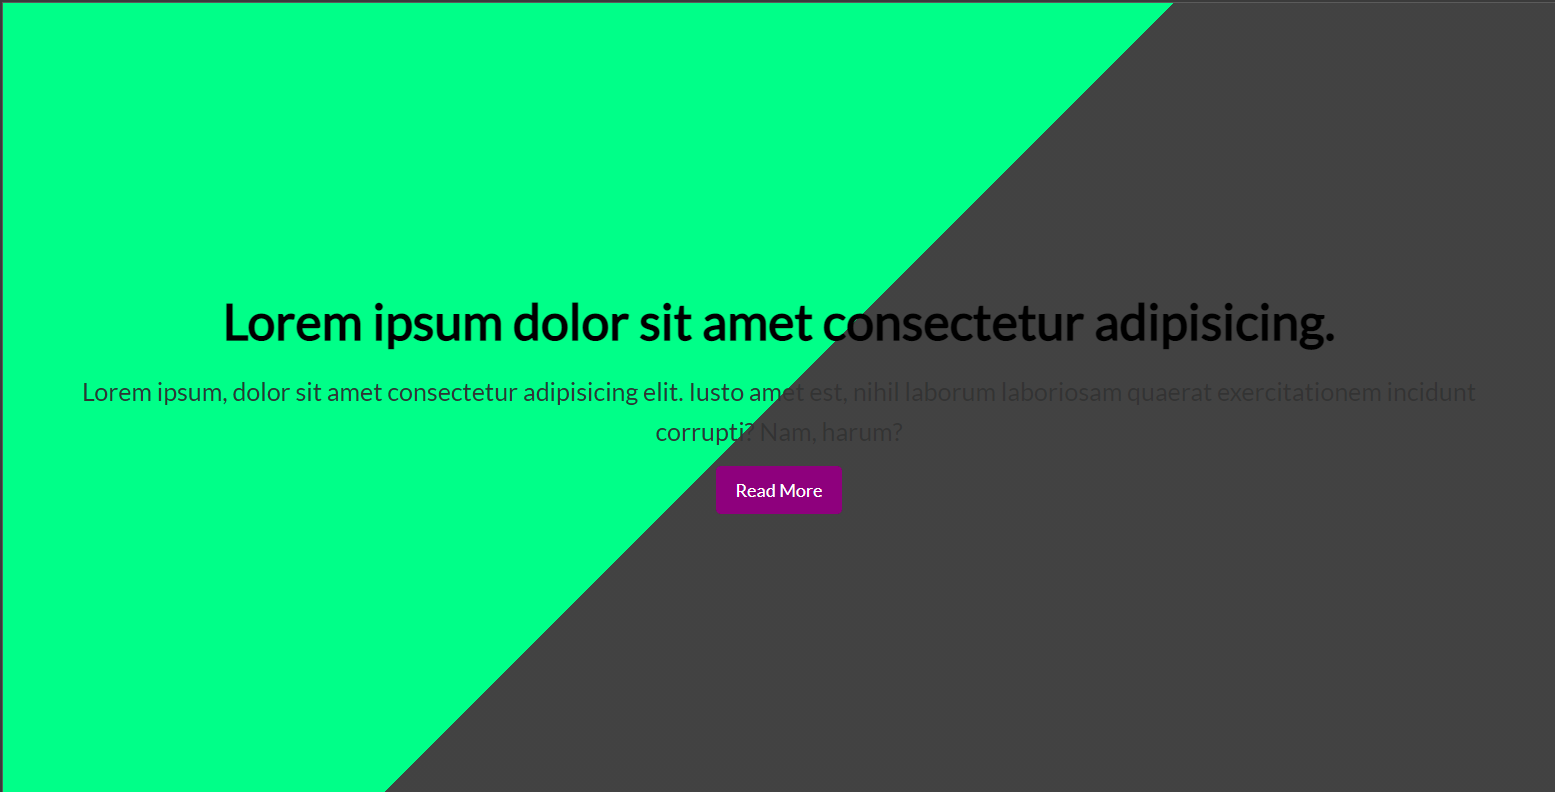 Lorem ipsum dolor sit amet consectetur adipisicing.
Lorem ipsum, dolor sit amet consectetur adipisicing elit. Iusto amet est, nihil laborum laboriosam quaerat exercitationem incidunt
corrupti? Nam, harum?
Read More